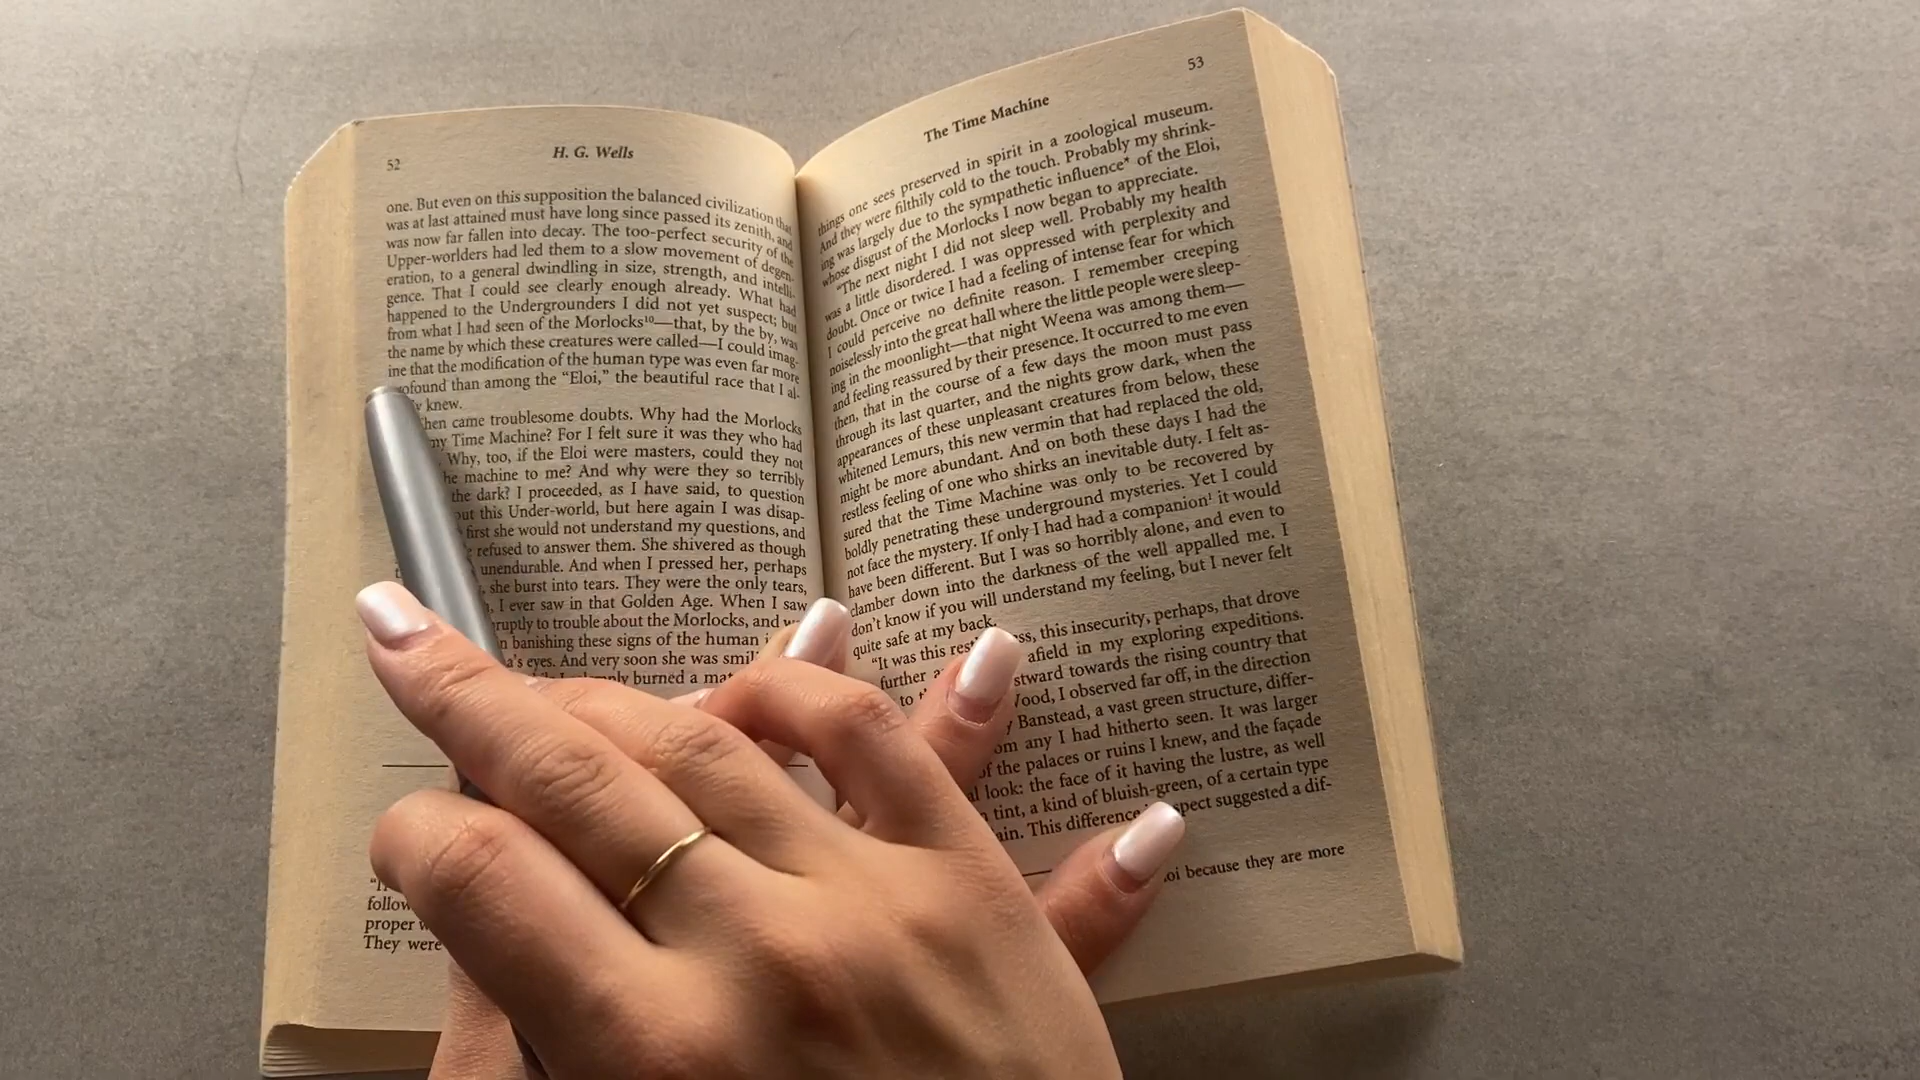 52
H. G. Wells
one. But even on this supposition the balanced civilization that
was at last attained must have long since passed its zenith, and
was now far fallen into decay. The too-perfect security of the
Upper-worlders had led them to a slow movement of degen-
eration, to a general dwindling in size, strength, and intelli-
gence. That I could see clearly enough already. What had
happened to the Undergrounders I did not yet suspect; but
from what I had seen of the Morlocks¹⁰—that, by the by, was
the name by which these creatures were called—I could imag-
ine that the modification of the human type was even far more
ofound than among the “Eloi,” the beautiful race that I al-
knew.
hen came troublesome doubts. Why had the Morlocks
my Time Machine? For I felt sure it was they who had
Why, too, if the Eloi were masters, could they not
he machine to me? And why were they so terribly
the dark? I proceeded, as I have said, to question
out this Under-world, but here again I was disap-
first she would not understand my questions, and
refused to answer them. She shivered as though
unendurable. And when I pressed her, perhaps
, she burst into tears. They were the only tears,
, I ever saw in that Golden Age. When I saw
ruptly to trouble about the Morlocks, and
n banishing these signs of the human
a’s eyes. And very soon she was smil
burned a mat
follow
proper
They were
53
The Time Machine
things one sees preserved in spirit in a zoological museum.
And they were filthily cold to the touch. Probably my shrink-
ing was largely due to the sympathetic influence* of the Eloi,
whose disgust of the Morlocks I now began to appreciate.
“The next night I did not sleep well. Probably my health
was a little disordered. I was oppressed with perplexity and
doubt. Once or twice I had a feeling of intense fear for which
I could perceive no definite reason. I remember creeping
noiselessly into the great hall where the little people were sleep-
ing in the moonlight—that night Weena was among them—
and feeling reassured by their presence. It occurred to me even
then, that in the course of a few days the moon must pass
through its last quarter, and the nights grow dark, when the
appearances of these unpleasant creatures from below, these
whitened Lemurs, this new vermin that had replaced the old,
might be more abundant. And on both these days I had the
restless feeling of one who shirks an inevitable duty. I felt as-
sured that the Time Machine was only to be recovered by
boldly penetrating these underground mysteries. Yet I could
not face the mystery. If only I had had a companion¹ it would
have been different. But I was so horribly alone, and even to
clamber down into the darkness of the well appalled me. I
don’t know if you will understand my feeling, but I never felt
quite safe at my back.
“It was this rest ss, this insecurity, perhaps, that drove
further a afield in my exploring expeditions.
to t stward towards the rising country that
Wood, I observed far off, in the direction
Banstead, a vast green structure, differ-
om any I had hitherto seen. It was larger
of the palaces or ruins I knew, and the façade
al look: the face of it having the lustre, as well
tint, a kind of bluish-green, of a certain type
ain. This difference spect suggested a dif-
oi because they are more